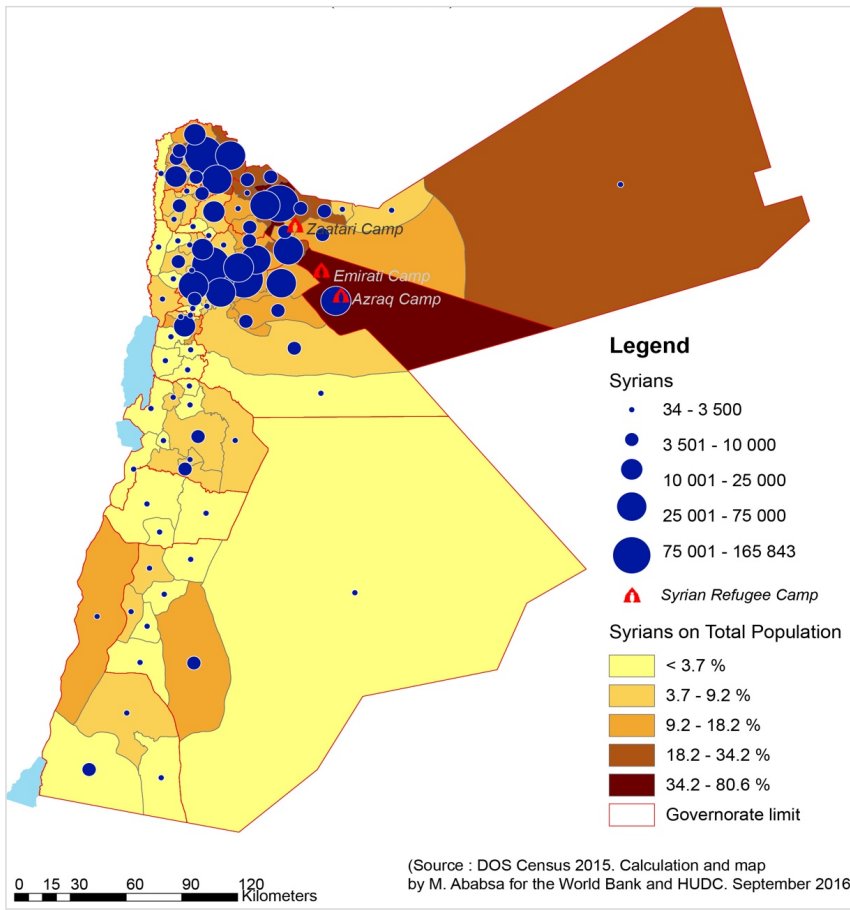 Zaatari Camp
Emirati Camp
Azraq Camp
Legend
Syrians
34 - 3 500
3 501 - 10 000
10 001 - 25 000
25 001 - 75 000
75 001 - 165 843
Syrian Refugee Camp
Syrians on Total Population
< 3.7 %
3.7 - 9.2 %
9.2 - 18.2 %
18.2 - 34.2 %
34.2 - 80.6 %
Governorate limit
0 15 30 60 90 120
Kilometers
(Source : DOS Census 2015. Calculation and map
by M. Ababsa for the World Bank and HUDC. September 2016